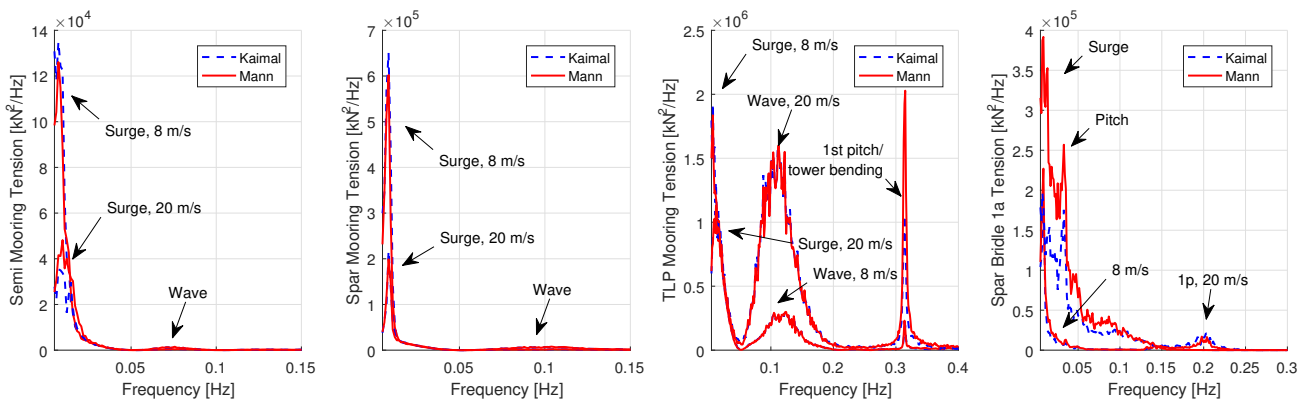 ×10⁴
Semi Mooring Tension [kN²/Hz]
14
12
10
8
6
4
2
0
Kaimal
Mann
Surge, 8 m/s
Surge, 20 m/s
Wave
0.05
0.1
0.15
Frequency [Hz]
×10⁵
Spar Mooring Tension [kN²/Hz]
7
6
5
4
3
2
1
0
Kaimal
Mann
Surge, 8 m/s
Surge, 20 m/s
Wave
0.05
0.1
0.15
Frequency [Hz]
×10⁶
TLP Mooring Tension [kN²/Hz]
2.5
2
1.5
1
0.5
0
Surge, 8 m/s
Kaimal
Mann
Wave, 20 m/s
1st pitch/
tower bending
Surge, 20 m/s
Wave, 8 m/s
0.1
0.2
0.3
0.4
Frequency [Hz]
×10⁵
Spar Bridle 1a Tension [kN²/Hz]
4
3.5
3
2.5
2
1.5
1
0.5
0
Surge
Kaimal
Mann
Pitch
8 m/s
1p, 20 m/s
0.05
0.1
0.15
0.2
0.25
0.3
Frequency [Hz]